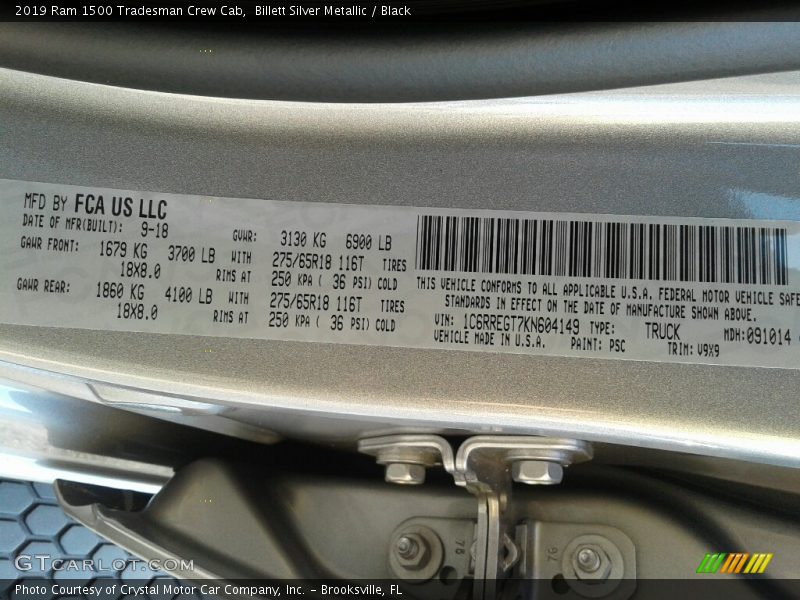 2019 Ram 1500 Tradesman Crew Cab,  Billett Silver Metallic / Black
MFD BY FCA US LLC
DATE OF MFR(BUILT): 9-18 GVWR: 3130 KG 6900 LB
GAWR FRONT: 1679 KG 3700 LB WITH 275/65R18 116T TIRES
18X8.0 RIMS AT 250 KPA ( 36 PSI) COLD
GAWR REAR: 1860 KG 4100 LB WITH 275/65R18 116T TIRES
18X8.0 RIMS AT 250 KPA ( 36 PSI) COLD
THIS VEHICLE CONFORMS TO ALL APPLICABLE U.S.A. FEDERAL MOTOR VEHICLE SAFE
STANDARDS IN EFFECT ON THE DATE OF MANUFACTURE SHOWN ABOVE.
VIN: 1C6RREGT7KN604149 TYPE: TRUCK MDH:091014
VEHICLE MADE IN U.S.A. PAINT: PSC TRIM: V9X9
78
76
GTCARLOT.COM
Photo Courtesy of Crystal Motor Car Company, Inc. – Brooksville, FL